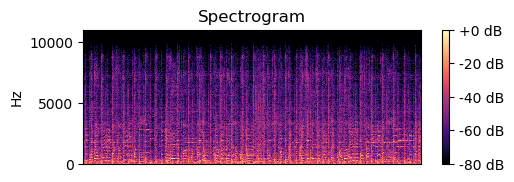 Spectrogram
10000
5000
0
Hz
+0 dB
-20 dB
-40 dB
-60 dB
-80 dB